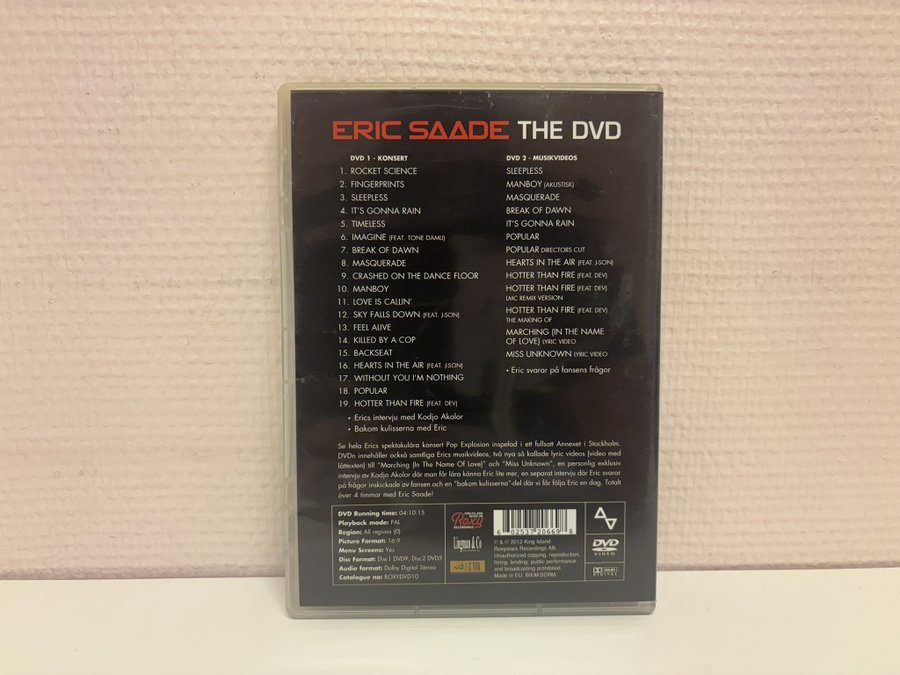 ERIC SAADE THE DVD
DVD 1 - KONSERT
1. ROCKET SCIENCE
2. FINGERPRINTS
3. SLEEPLESS
4. IT'S GONNA RAIN
5. TIMELESS
6. IMAGINE (FEAT. TONE DAMLI)
7. BREAK OF DAWN
8. MASQUERADE
9. CRASHED ON THE DANCE FLOOR
10. MANBOY
11. LOVE IS CALLIN'
12. SKY FALLS DOWN (FEAT. J-SON)
13. FEEL ALIVE
14. KILLED BY A COP
15. BACKSEAT
16. HEARTS IN THE AIR (FEAT. J-SON)
17. WITHOUT YOU I'M NOTHING
18. POPULAR
19. HOTTER THAN FIRE (FEAT. DEV)
• Erics intervju med Kodjo Akolor
• Bakom kulisserna med Eric
DVD 2 - MUSIKVIDEOS
SLEEPLESS
MANBOY (AKUSTISK)
MASQUERADE
BREAK OF DAWN
IT'S GONNA RAIN
POPULAR
POPULAR DIRECTORS CUT
HEARTS IN THE AIR (FEAT. J-SON)
HOTTER THAN FIRE (FEAT. DEV)
HOTTER THAN FIRE (FEAT. DEV)
LMC REMIX VERSION
HOTTER THAN FIRE (FEAT. DEV)
THE MAKING OF
MARCHING (IN THE NAME
OF LOVE) LYRIC VIDEO
MISS UNKNOWN LYRIC VIDEO
• Eric svarar på fansens frågor
Se hela Erics spektakulära konsert Pop Explosion inspelad i ett fullsatt Annexet i Stockholm.
DVDn innehåller också samtliga Erics musikvideos, två nya så kallade lyric videos (video med
låttexten) till "Marching (In The Name Of Love)" och "Miss Unknown", en personlig exklusiv
intervju av Kodjo Akolor där man får lära känna Eric lite mer, en separat intervju där Eric svarar
på frågor inskickade av fansen och en "bakom kulisserna"-del där vi får följa Eric en dag. Totalt
över 4 timmar med Eric Saade!
DVD Running time: 04:10:15
Playback mode: PAL
Region: All regions (0)
Picture Format: 16:9
Menu Screens: Yes
Disc Format: Disc1 DVD9, Disc2 DVD5
Audio format: Dolby Digital Stereo
Catalogue no: ROXYDVD10
Roxy
RECORDINGS
Lingman & Co
6 02537 20669 8
℗ & © 2012 King Island
Roxystars Recordings AB.
Unauthorized copying, reproduction,
hiring, lending, public performance
and broadcasting prohibited.
Made in EU. BIEM-SDRM.
DVD
VIDEO
DOLBY
DIGITAL